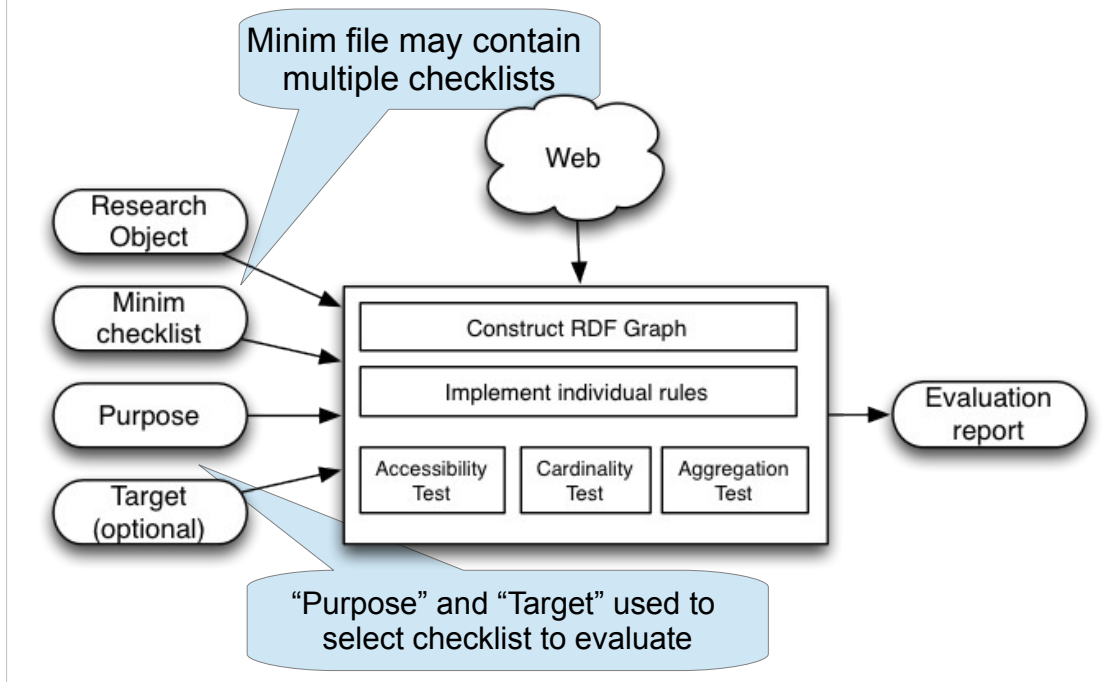 Minim file may contain
multiple checklists
Web
Research
Object
Minim
checklist
Purpose
Target
(optional)
Construct RDF Graph
Implement individual rules
Accessibility
Test
Cardinality
Test
Aggregation
Test
Evaluation
report
“Purpose” and “Target” used to
select checklist to evaluate